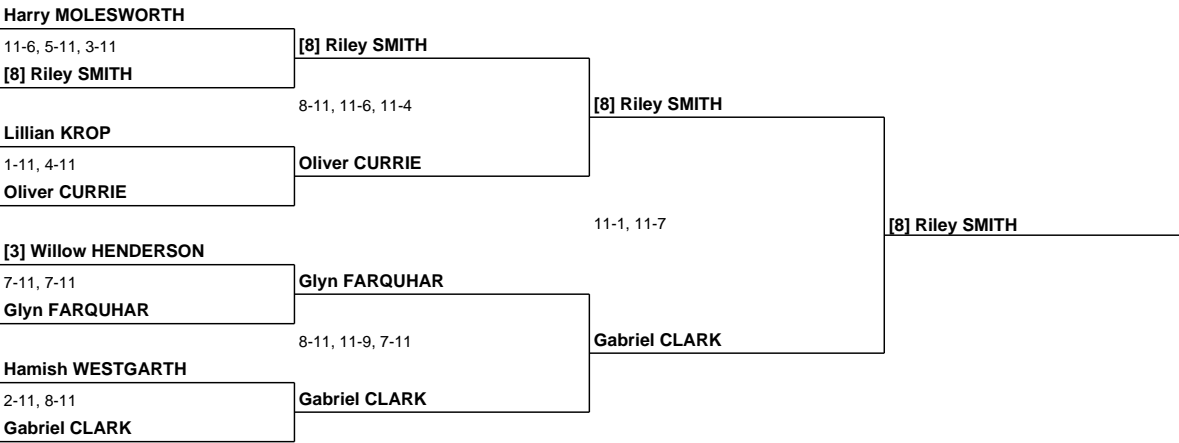 Harry MOLESWORTH
11-6, 5-11, 3-11
[8] Riley SMITH
[8] Riley SMITH
8-11, 11-6, 11-4
[8] Riley SMITH
Lillian KROP
1-11, 4-11
Oliver CURRIE
Oliver CURRIE
11-1, 11-7
[8] Riley SMITH
[3] Willow HENDERSON
7-11, 7-11
Glyn FARQUHAR
Glyn FARQUHAR
8-11, 11-9, 7-11
Gabriel CLARK
Hamish WESTGARTH
2-11, 8-11
Gabriel CLARK
Gabriel CLARK